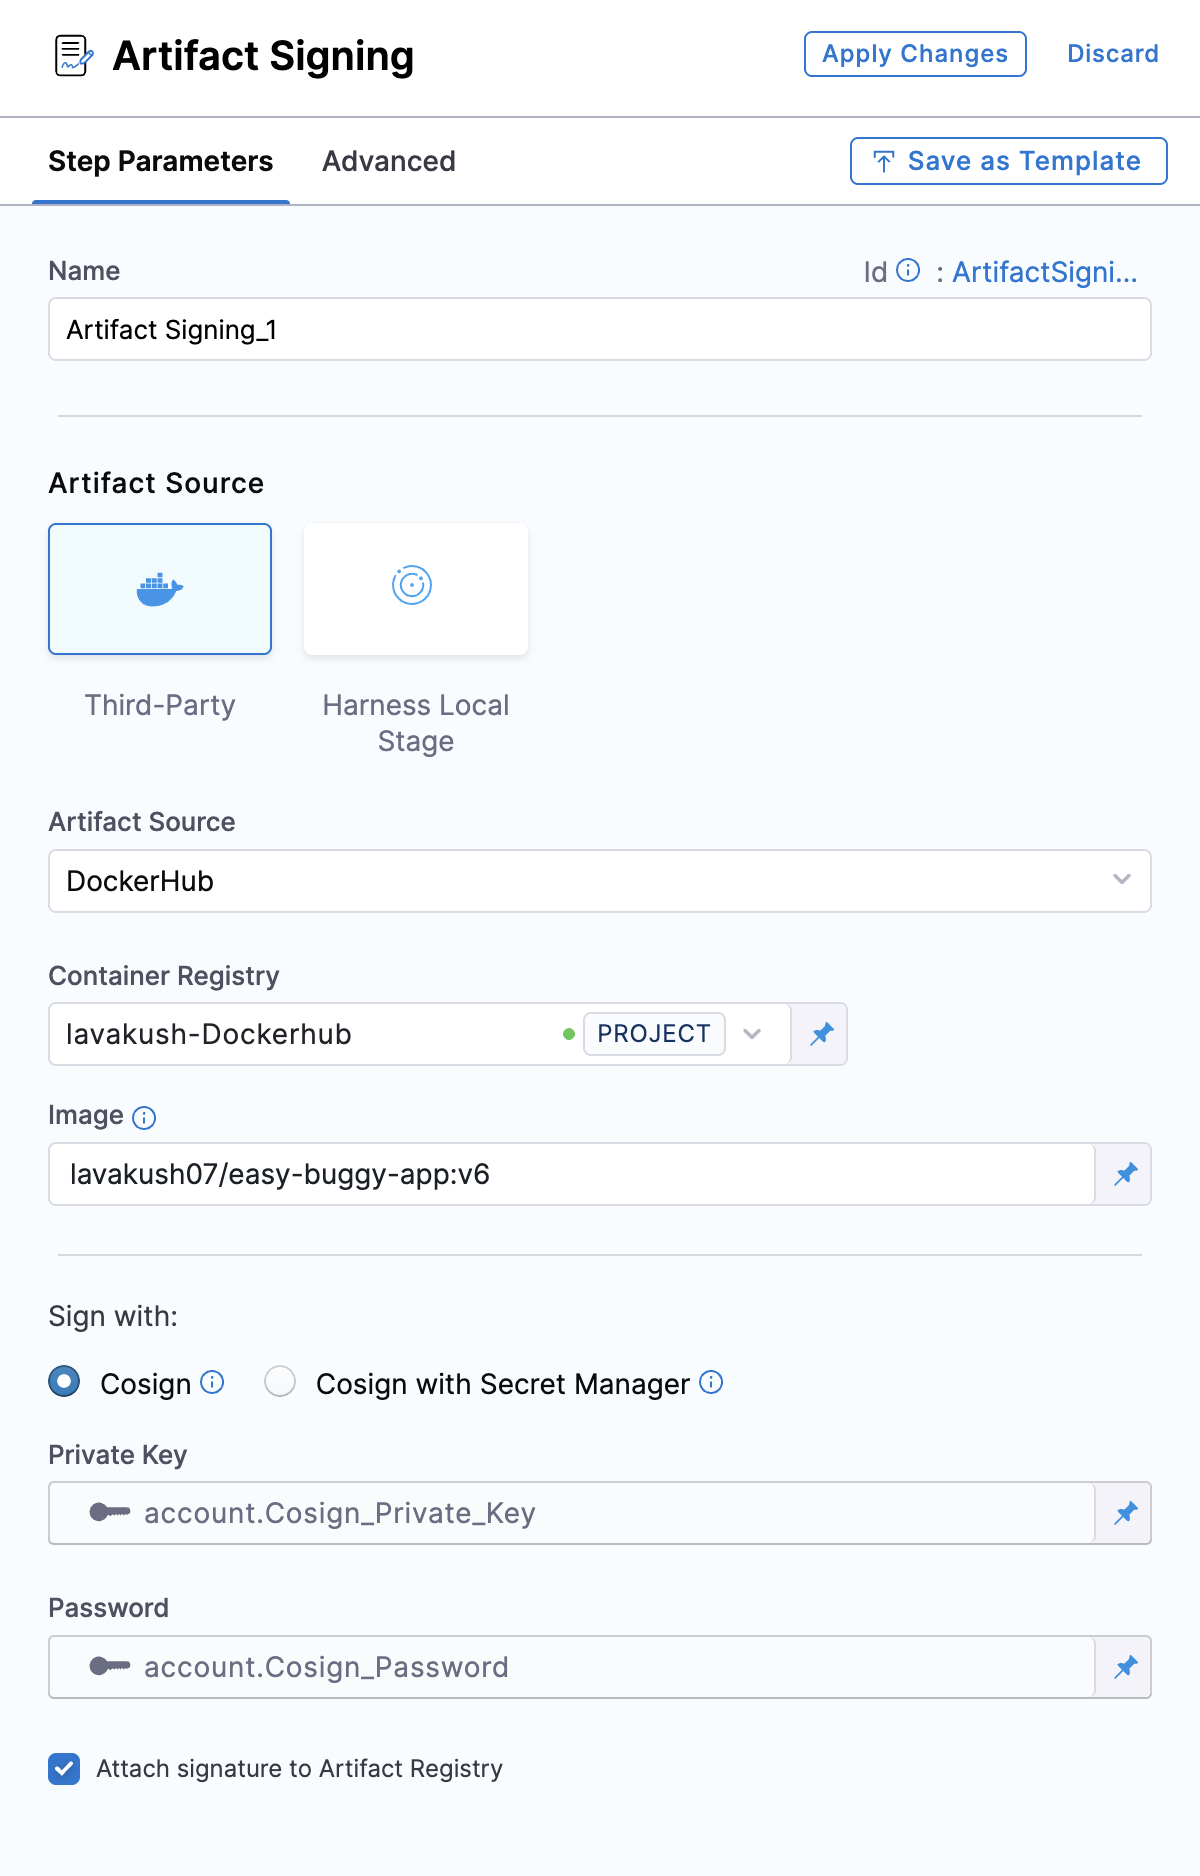 Artifact Signing
Apply Changes
Discard
Step Parameters
Advanced
Save as Template
Name
Id : ArtifactSigni...
Artifact Signing_1
Artifact Source
Third-Party
Harness Local
Stage
Artifact Source
DockerHub
Container Registry
lavakush-Dockerhub
PROJECT
Image
lavakush07/easy-buggy-app:v6
Sign with:
Cosign
Cosign with Secret Manager
Private Key
account.Cosign_Private_Key
Password
account.Cosign_Password
Attach signature to Artifact Registry